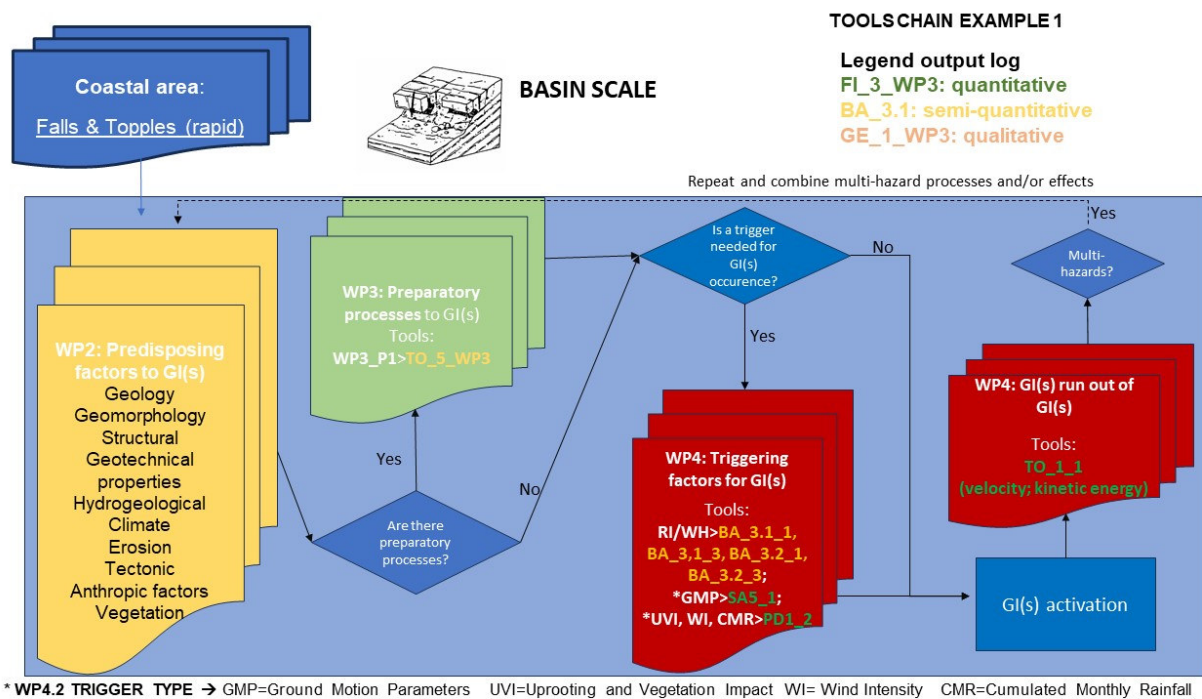 TOOLS CHAIN EXAMPLE 1
Legend output log
FI_3_WP3: quantitative
BA_3.1: semi-quantitative
GE_1_WP3: qualitative
Coastal area:
Falls & Topples (rapid)
BASIN SCALE
Repeat and combine multi-hazard processes and/or effects
WP2: Predisposing
factors to GI(s)
Geology
Geomorphology
Structural
Geotechnical
properties
Hydrogeological
Climate
Erosion
Tectonic
Anthropic factors
Vegetation
WP3: Preparatory
processes to GI(s)
Tools:
WP3_P1>TO_5_WP3
Yes
Are there
preparatory
processes?
No
Is a trigger
needed for
GI(s)
occurence?
No
Yes
WP4: Triggering
factors for GI(s)
Tools:
RI/WH>BA_3.1_1,
BA_3,1_3, BA_3.2_1,
BA_3.2_3;
*GMP>SA5_1;
*UVI, WI, CMR>PD1_2
GI(s) activation
WP4: GI(s) run out of
GI(s)
Tools:
TO_1_1
(velocity; kinetic energy)
Multi-
hazards?
Yes
* WP4.2 TRIGGER TYPE → GMP=Ground Motion Parameters UVI=Uprooting and Vegetation Impact WI= Wind Intensity CMR=Cumulated Monthly Rainfall